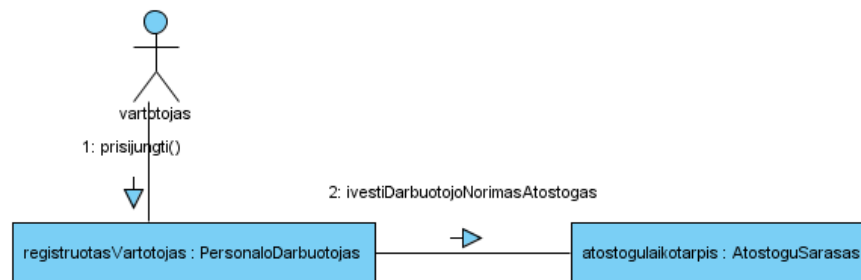 vartotojas
1: prisijungti()
2: ivestiDarbuotojoNorimasAtostogas
registruotasVartotojas : PersonaloDarbuotojas
atostogulaikotarpis : AtostoguSarasas